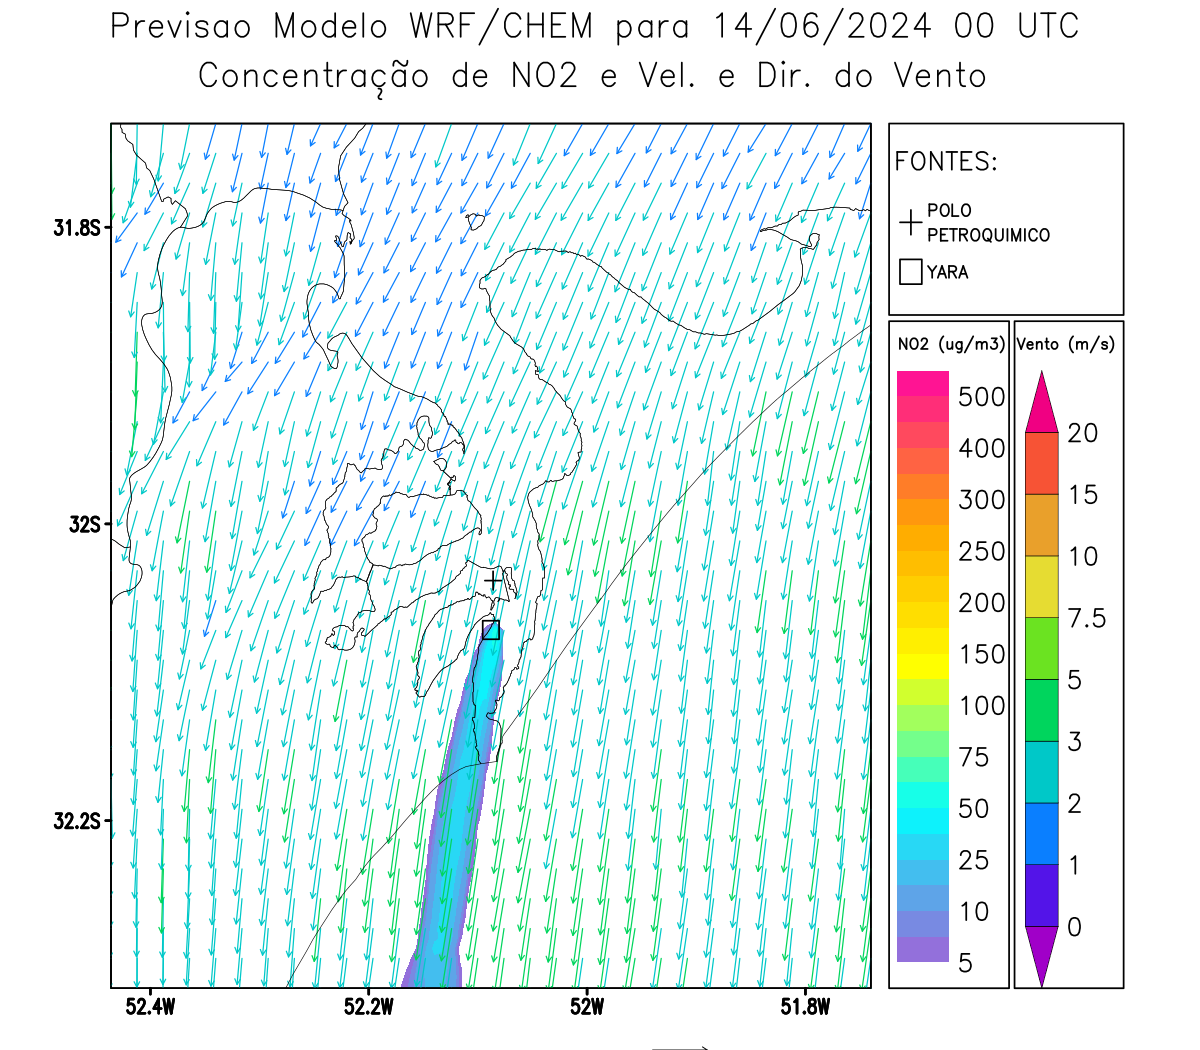 Previsao Modelo WRF/CHEM para 14/06/2024 00 UTC
Concentração de NO2 e Vel. e Dir. do Vento
FONTES:
POLO
PETROQUIMICO
YARA
NO2 (ug/m3)
500
400
300
250
200
150
100
75
50
25
10
5
Vento (m/s)
20
15
10
7.5
5
3
2
1
0
31.8S
32S
32.2S
52.4W
52.2W
52W
51.8W